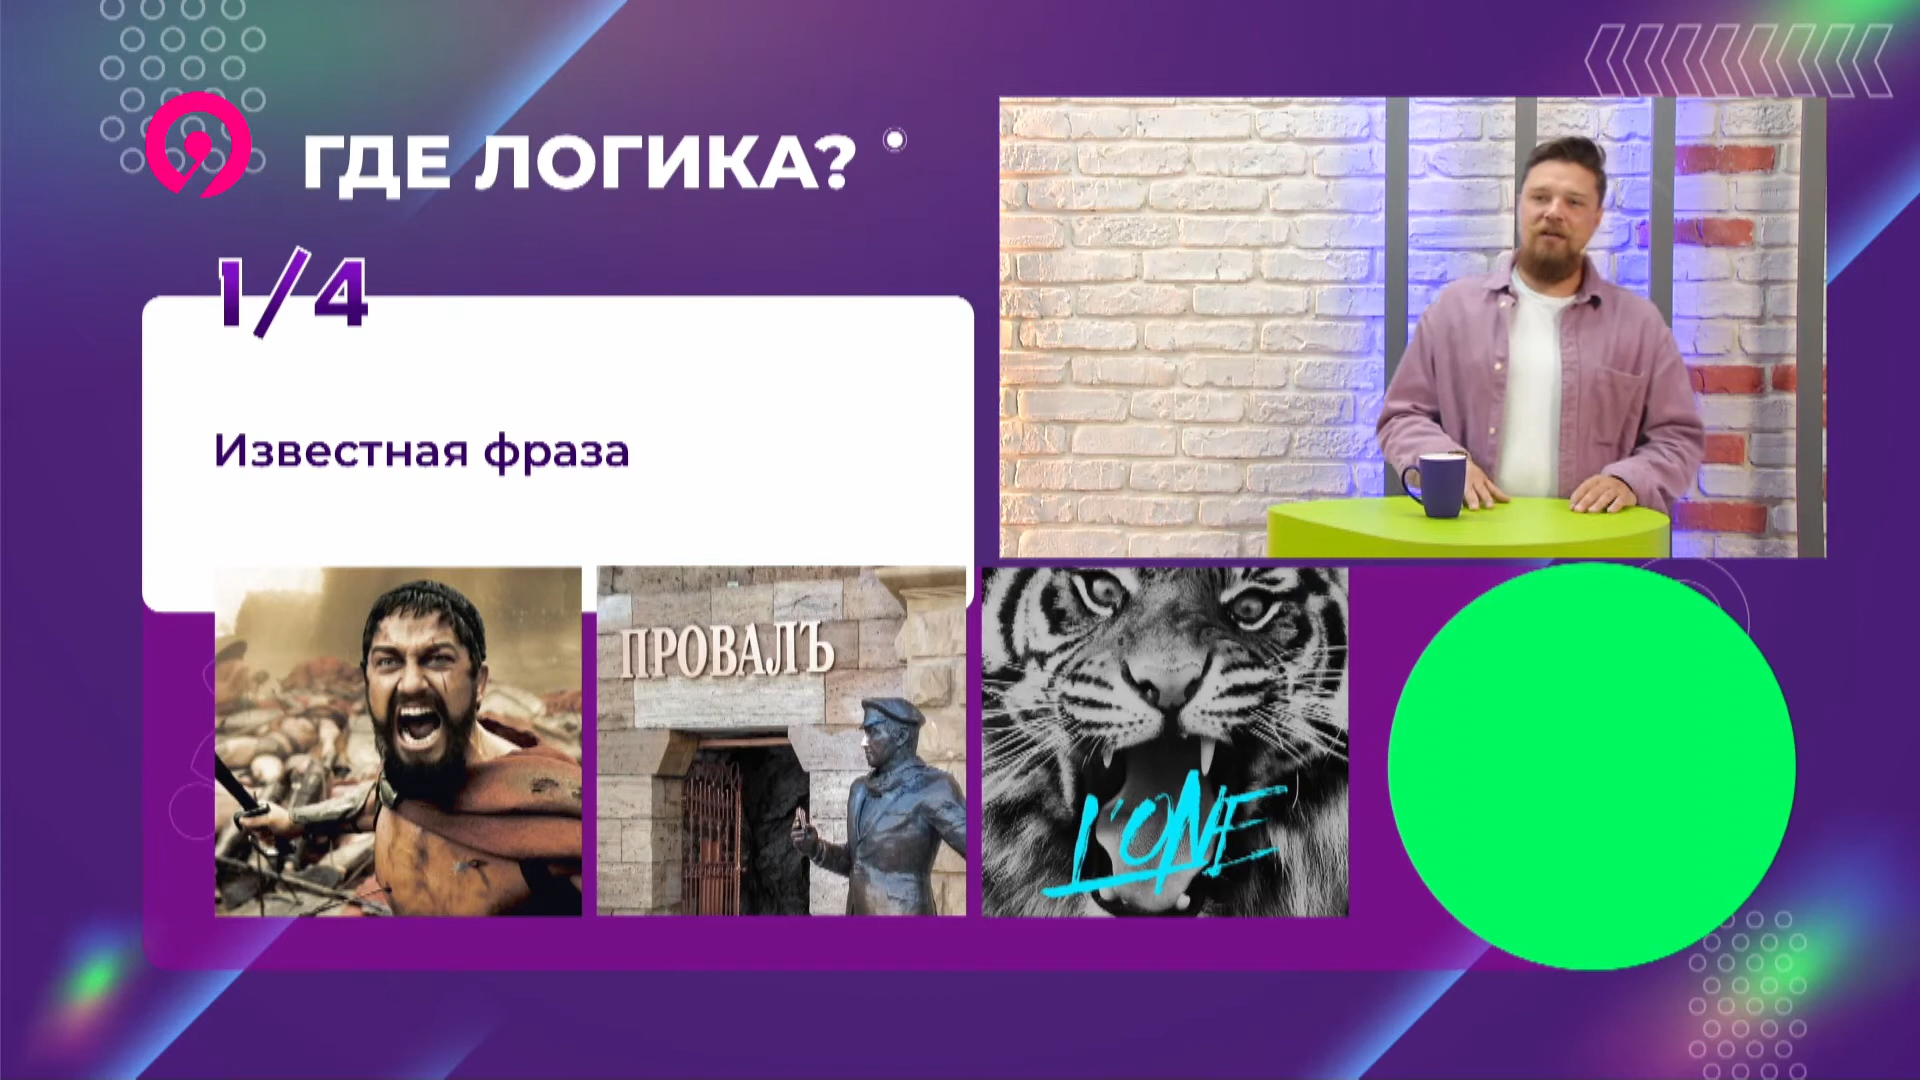 ГДЕ ЛОГИКА?
1/4
Известная фраза
ПРОВАЛЪ
L'ONE